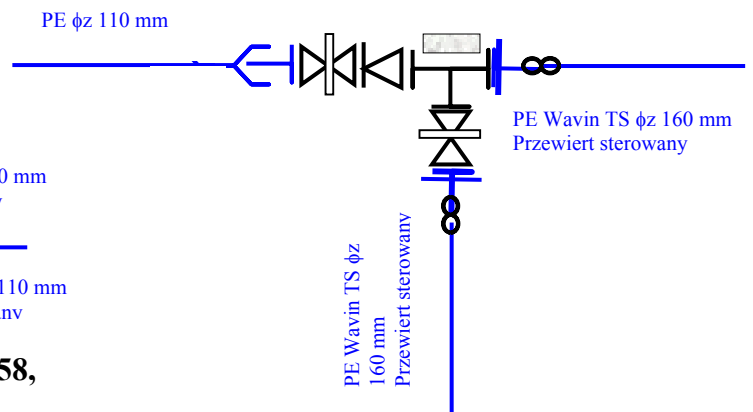 PE ϕz 110 mm
PE Wavin TS ϕz 160 mm
Przewiert sterowany
0 mm
110 mm
58,
PE Wavin TS ϕz
160 mm
Przewiert sterowany